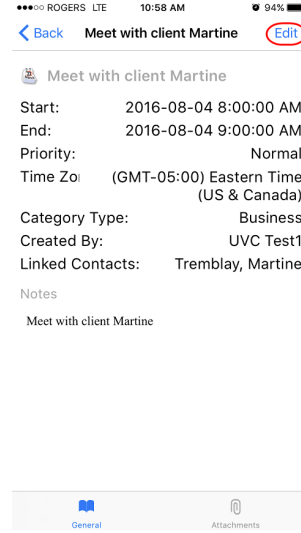 ●●●○○ ROGERS LTE 10:58 AM 94%
Back Meet with client Martine Edit
Meet with client Martine
Start: 2016-08-04 8:00:00 AM
End: 2016-08-04 9:00:00 AM
Priority: Normal
Time Zo (GMT-05:00) Eastern Time
(US & Canada)
Category Type: Business
Created By: UVC Test1
Linked Contacts: Tremblay, Martine
Notes
Meet with client Martine
General Attachments